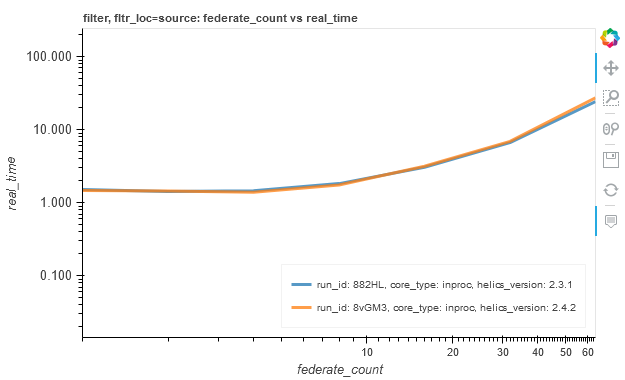 filter, fltr_loc=source: federate_count vs real_time
100.000
10.000
1.000
0.100
real_time
run_id: 882HL, core_type: inproc, helics_version: 2.3.1
run_id: 8vGM3, core_type: inproc, helics_version: 2.4.2
10 20 30 40 50 60
federate_count